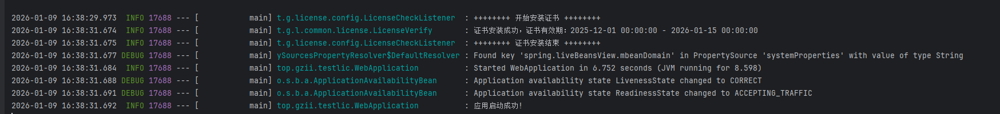 2026-01-09 16:38:29.973  INFO 17688 --- [           main] t.g.license.config.LicenseCheckListener  : ++++++++ 开始安装证书 ++++++++
2026-01-09 16:38:31.674  INFO 17688 --- [           main] t.g.l.common.license.LicenseVerify       : 证书安装成功，证书有效期：2025-12-01 00:00:00 - 2026-01-15 00:00:00
2026-01-09 16:38:31.675  INFO 17688 --- [           main] t.g.license.config.LicenseCheckListener  : ++++++++ 证书安装结束 ++++++++
2026-01-09 16:38:31.677 DEBUG 17688 --- [           main] ySourcesPropertyResolver$DefaultResolver : Found key 'spring.liveBeansView.mbeanDomain' in PropertySource 'systemProperties' with value of type String
2026-01-09 16:38:31.684  INFO 17688 --- [           main] top.gzii.testlic.WebApplication          : Started WebApplication in 6.752 seconds (JVM running for 8.598)
2026-01-09 16:38:31.688 DEBUG 17688 --- [           main] o.s.b.a.ApplicationAvailabilityBean      : Application availability state LivenessState changed to CORRECT
2026-01-09 16:38:31.691 DEBUG 17688 --- [           main] o.s.b.a.ApplicationAvailabilityBean      : Application availability state ReadinessState changed to ACCEPTING_TRAFFIC
2026-01-09 16:38:31.692  INFO 17688 --- [           main] top.gzii.testlic.WebApplication          : 应用启动成功!